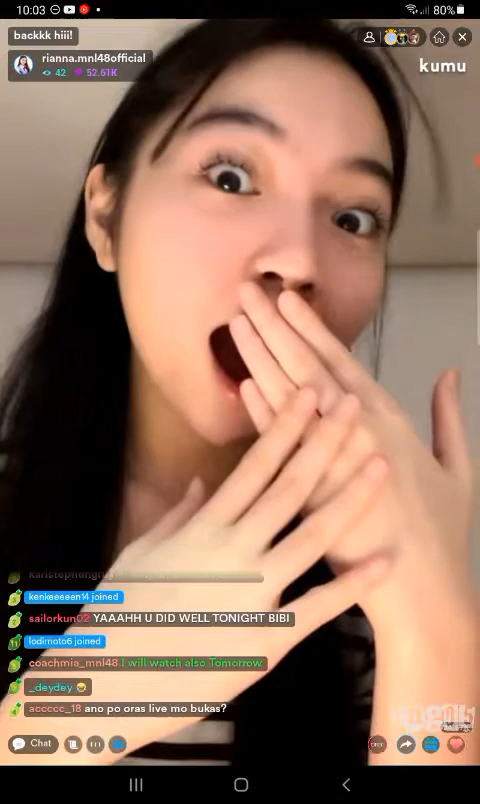 10:03
80%
backkk hiii!
rianna.mnl48official
42 52.61K
kumu
kenkeeeeen14 joined
sailorkun02 YAAAHH U DID WELL TONIGHT BIBI
lodimoto6 joined
coachmia_mnl48 I will watch also Tomorrow
_deydey
accccc_18 ano po oras live mo bukas?
Chat